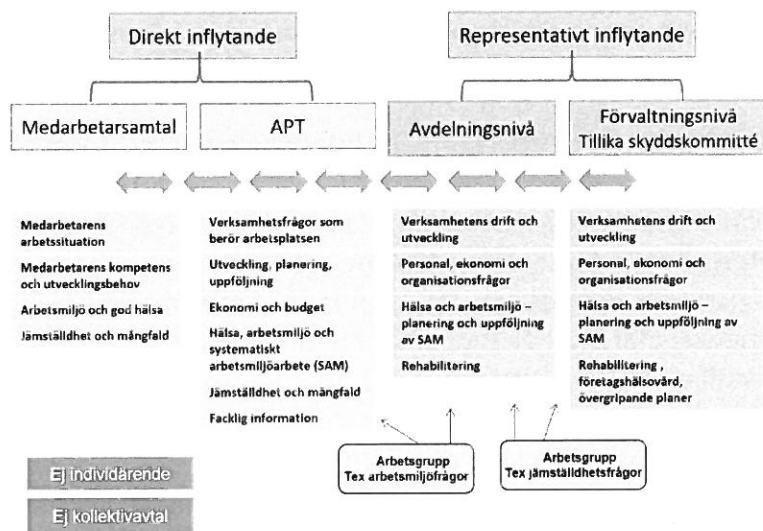 Direkt inflytande
Representativt inflytande
Medarbetarsamtal
APT
Avdelningsnivå
Förvaltningsnivå
Tillika skyddskommitté
Medarbetarens
arbetssituation
Medarbetarens kompetens
och utvecklingsbehov
Arbetsmiljö och god hälsa
Jämställdhet och mångfald
Verksamhetsfrågor som
berör arbetsplatsen
Utveckling, planering,
uppföljning
Ekonomi och budget
Hälsa, arbetsmiljö och
systematiskt
arbetsmiljöarbete (SAM)
Jämställdhet och mångfald
Facklig information
Verksamhetens drift och
utveckling
Personal, ekonomi och
organisationsfrågor
Hälsa och arbetsmiljö –
planering och uppföljning
av SAM
Rehabilitering
Verksamhetens drift och
utveckling
Personal, ekonomi och
organisationsfrågor
Hälsa och arbetsmiljö –
planering och uppföljning av
SAM
Rehabilitering ,
företagshälsovård,
övergripande planer
Arbetsgrupp
Tex arbetsmiljöfrågor
Arbetsgrupp
Tex jämställdhetsfrågor
Ej individärende
Ej kollektivavtal